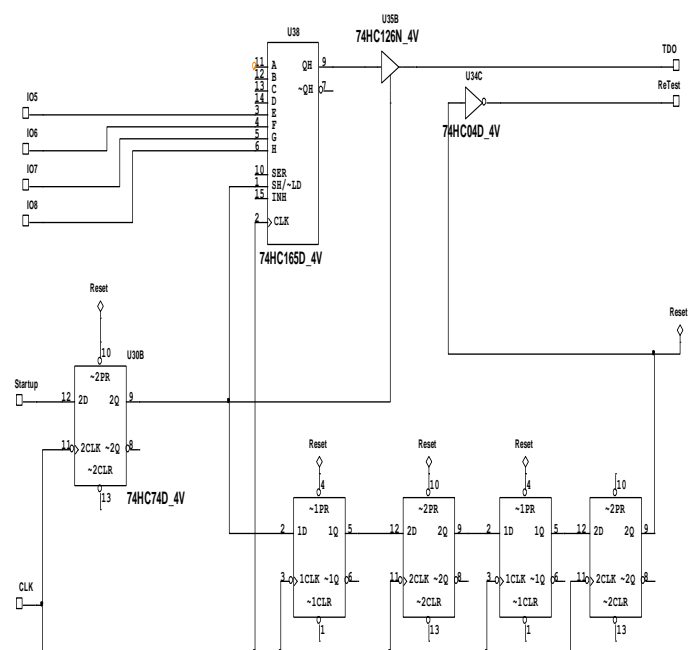 U38
U35B
74HC126N_4V
TDO
11 A QH 9
12 B
13 C ~QH 7
14 D
3 E
4 F
5 G
6 H
10 SER
1 SH/~LD
15 INH
2 CLK
74HC165D_4V
U34C
74HC04D_4V
ReTest
IO5
IO6
IO7
IO8
Reset
Reset
10
U30B
~2PR
Startup
12 2D 2Q 9
11 2CLK ~2Q 8
~2CLR
13
74HC74D_4V
Reset
Reset
Reset
4
10
4
10
~1PR
~2PR
~1PR
~2PR
2 1D 1Q 5
12 2D 2Q 9
2 1D 1Q 5
12 2D 2Q 9
3 1CLK ~1Q 6
11 2CLK ~2Q 8
3 1CLK ~1Q 6
11 2CLK ~2Q 8
~1CLR
~2CLR
~1CLR
~2CLR
1
13
1
13
CLK